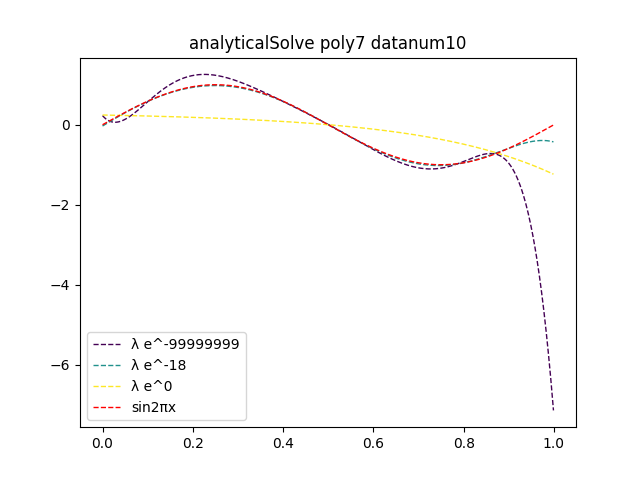 analyticalSolve poly7 datanum10
0
−2
−4
−6
λ e^-99999999
λ e^-18
λ e^0
sin2πx
0.0 0.2 0.4 0.6 0.8 1.0